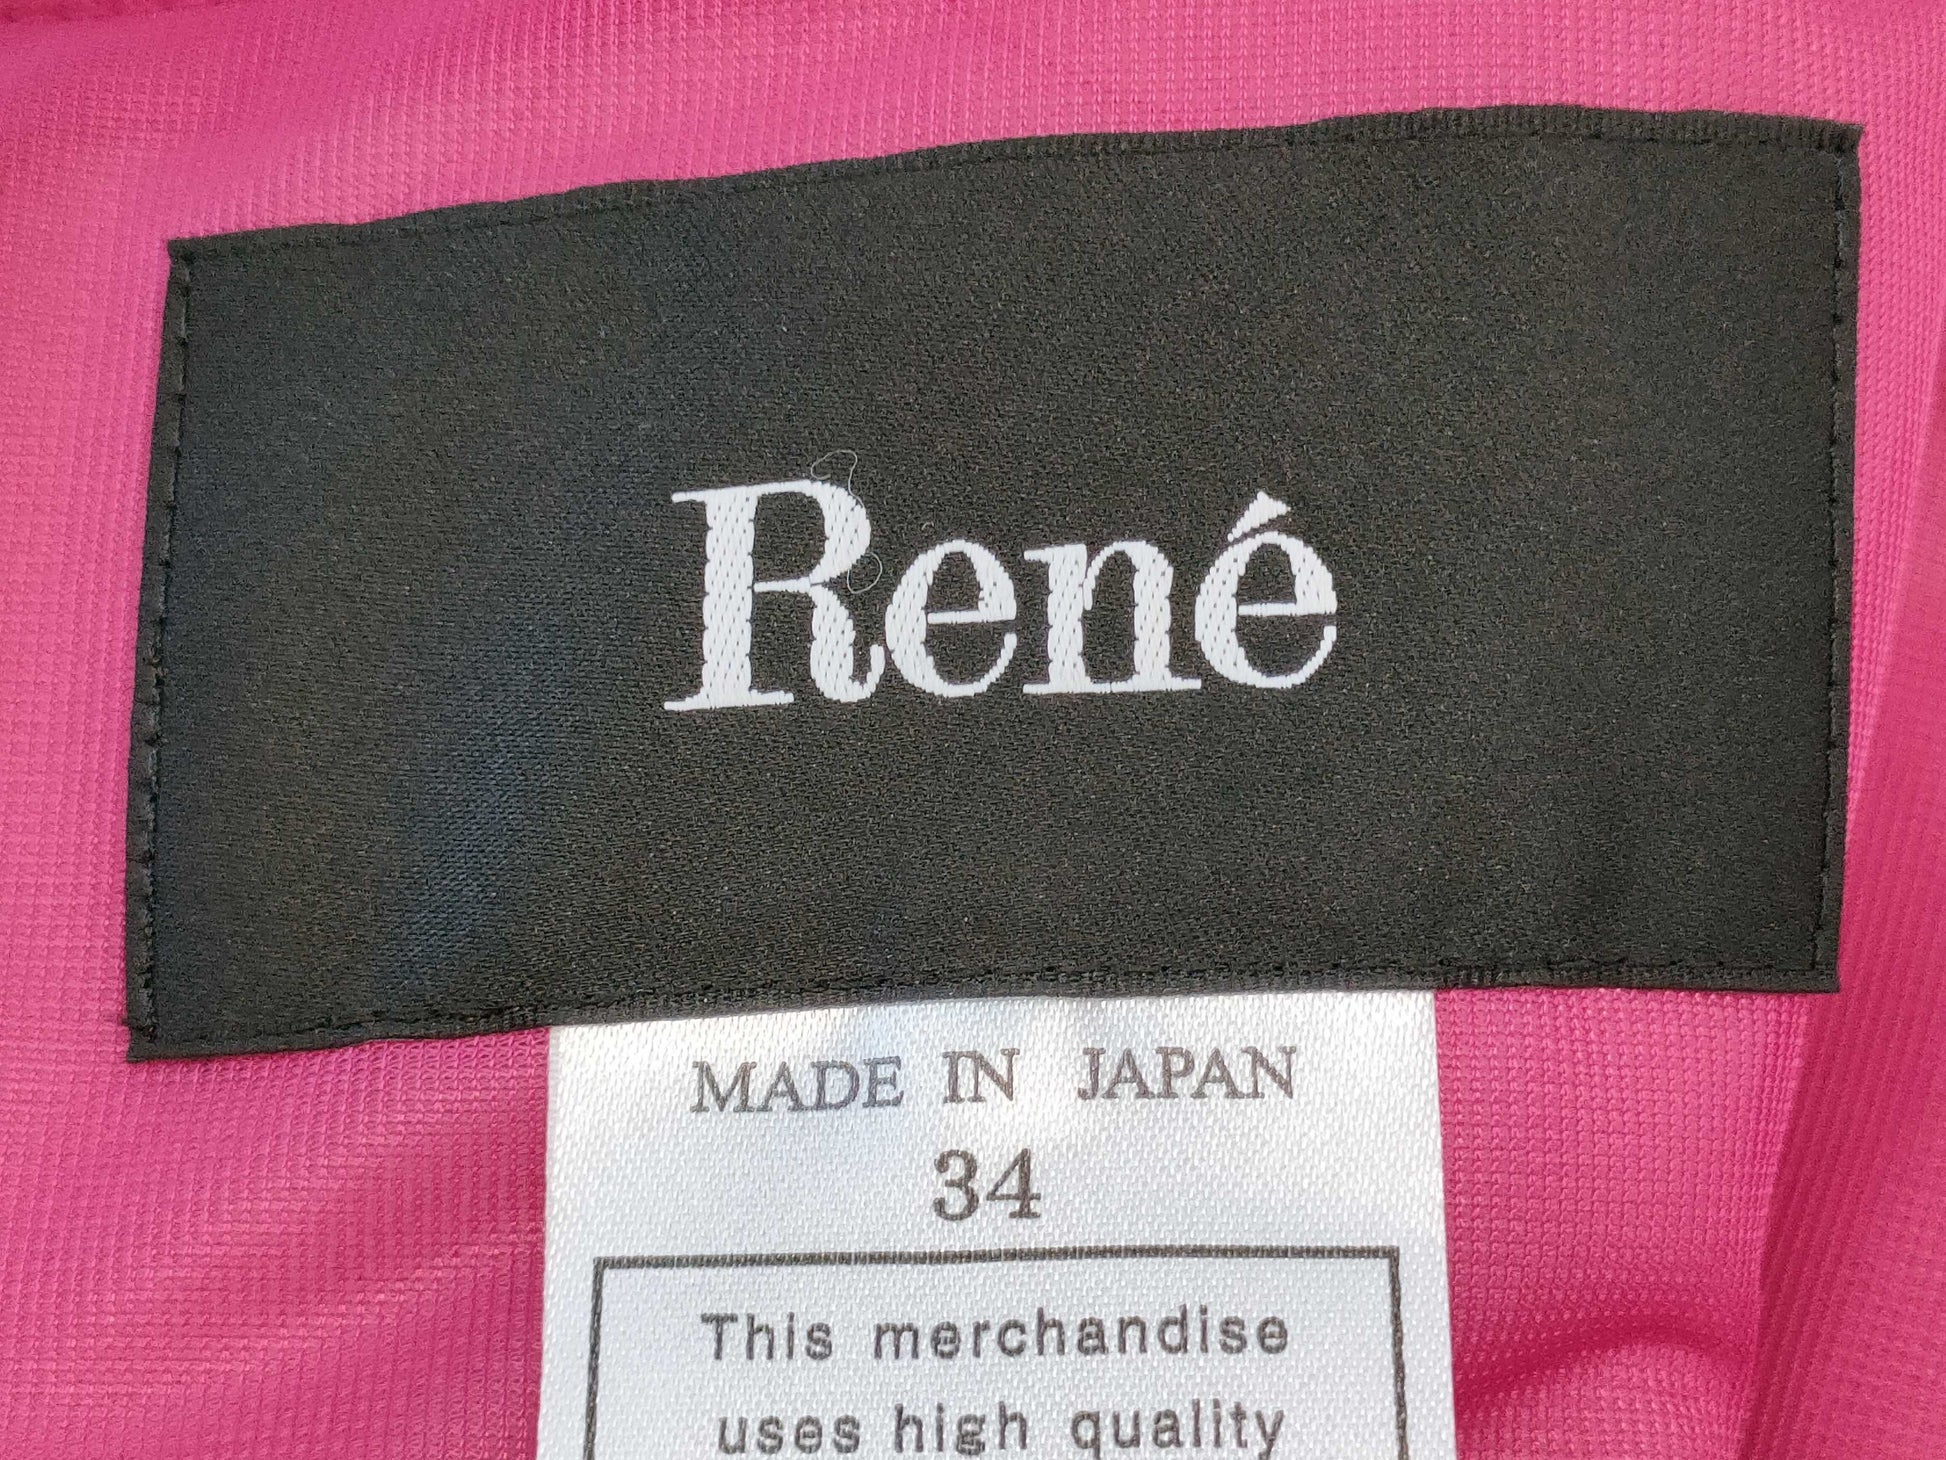 René
MADE IN JAPAN
34
This merchandise
uses high quality